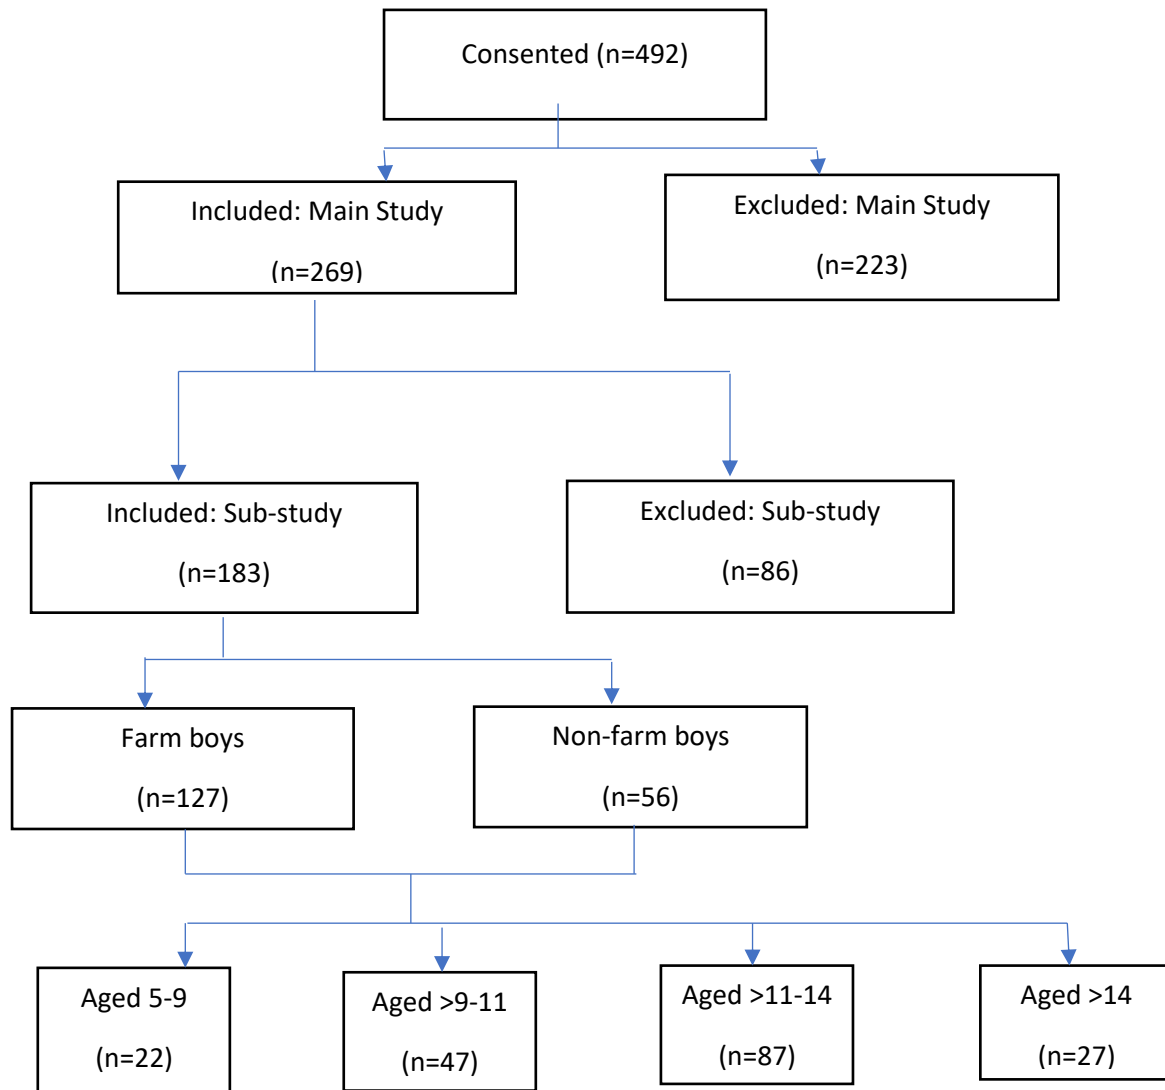 Consented (n=492)
Included: Main Study
(n=269)
Excluded: Main Study
(n=223)
Included: Sub-study
(n=183)
Excluded: Sub-study
(n=86)
Farm boys
(n=127)
Non-farm boys
(n=56)
Aged 5-9
(n=22)
Aged >9-11
(n=47)
Aged >11-14
(n=87)
Aged >14
(n=27)